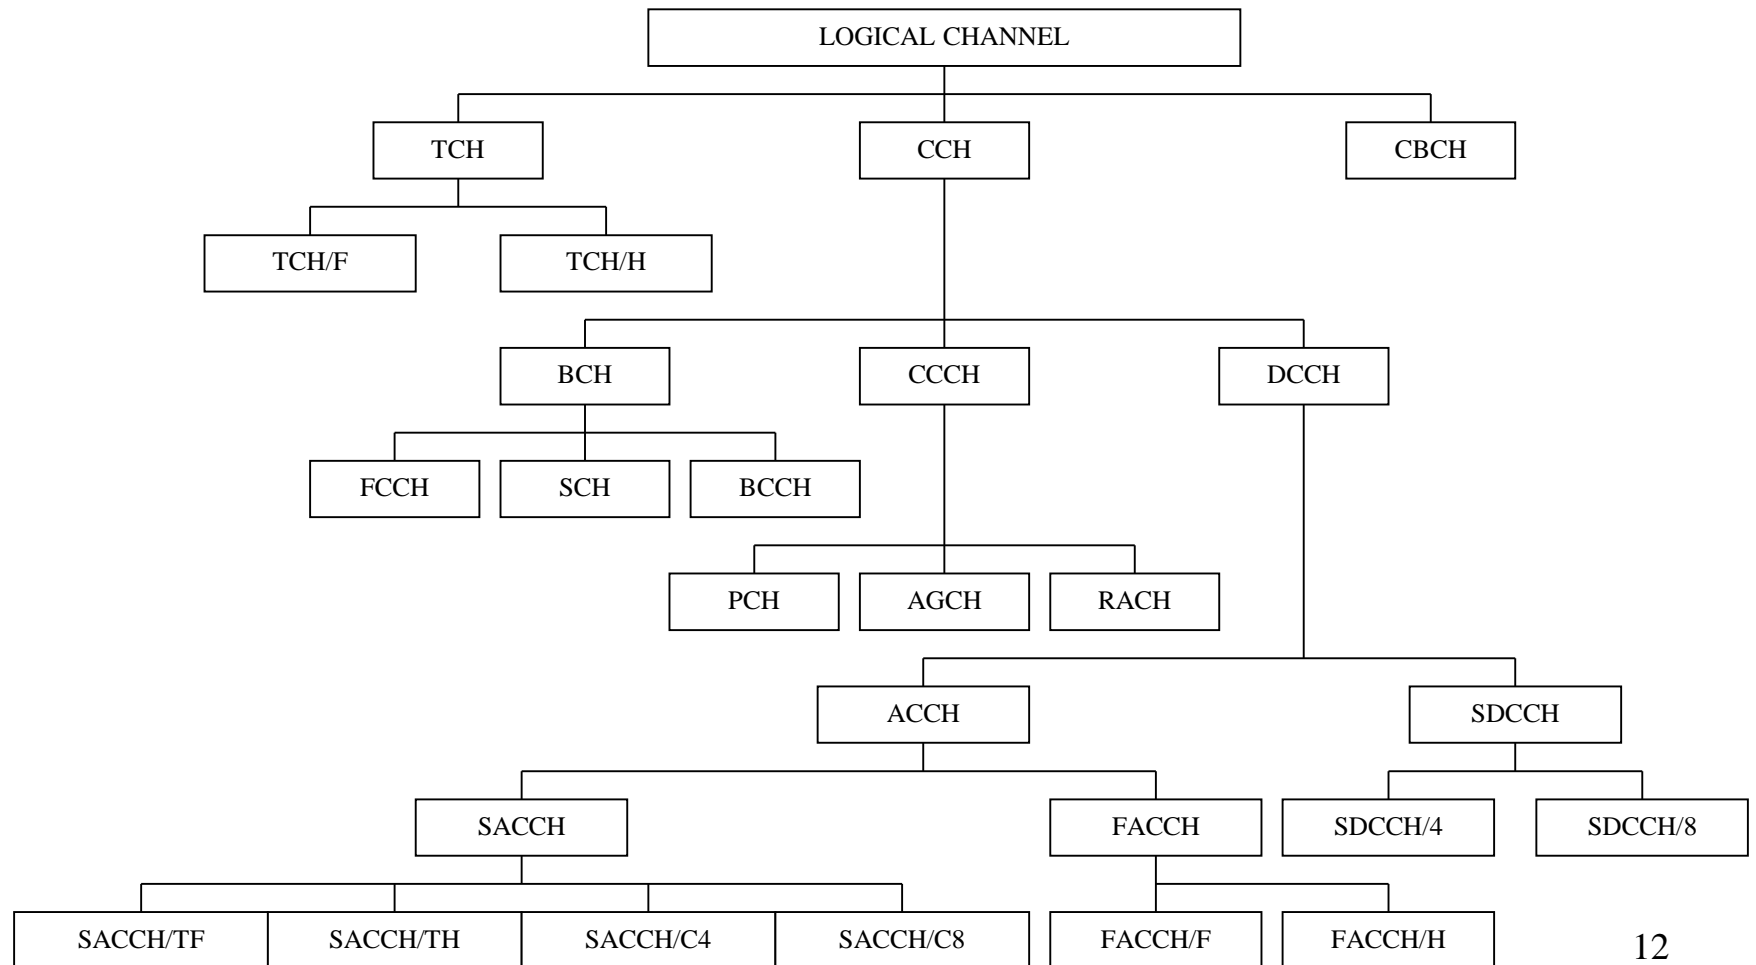 LOGICAL CHANNEL
TCH
CCH
CBCH
TCH/F
TCH/H
BCH
CCCH
DCCH
FCCH
SCH
BCCH
PCH
AGCH
RACH
ACCH
SDCCH
SACCH
FACCH
SDCCH/4
SDCCH/8
SACCH/TF
SACCH/TH
SACCH/C4
SACCH/C8
FACCH/F
FACCH/H
12